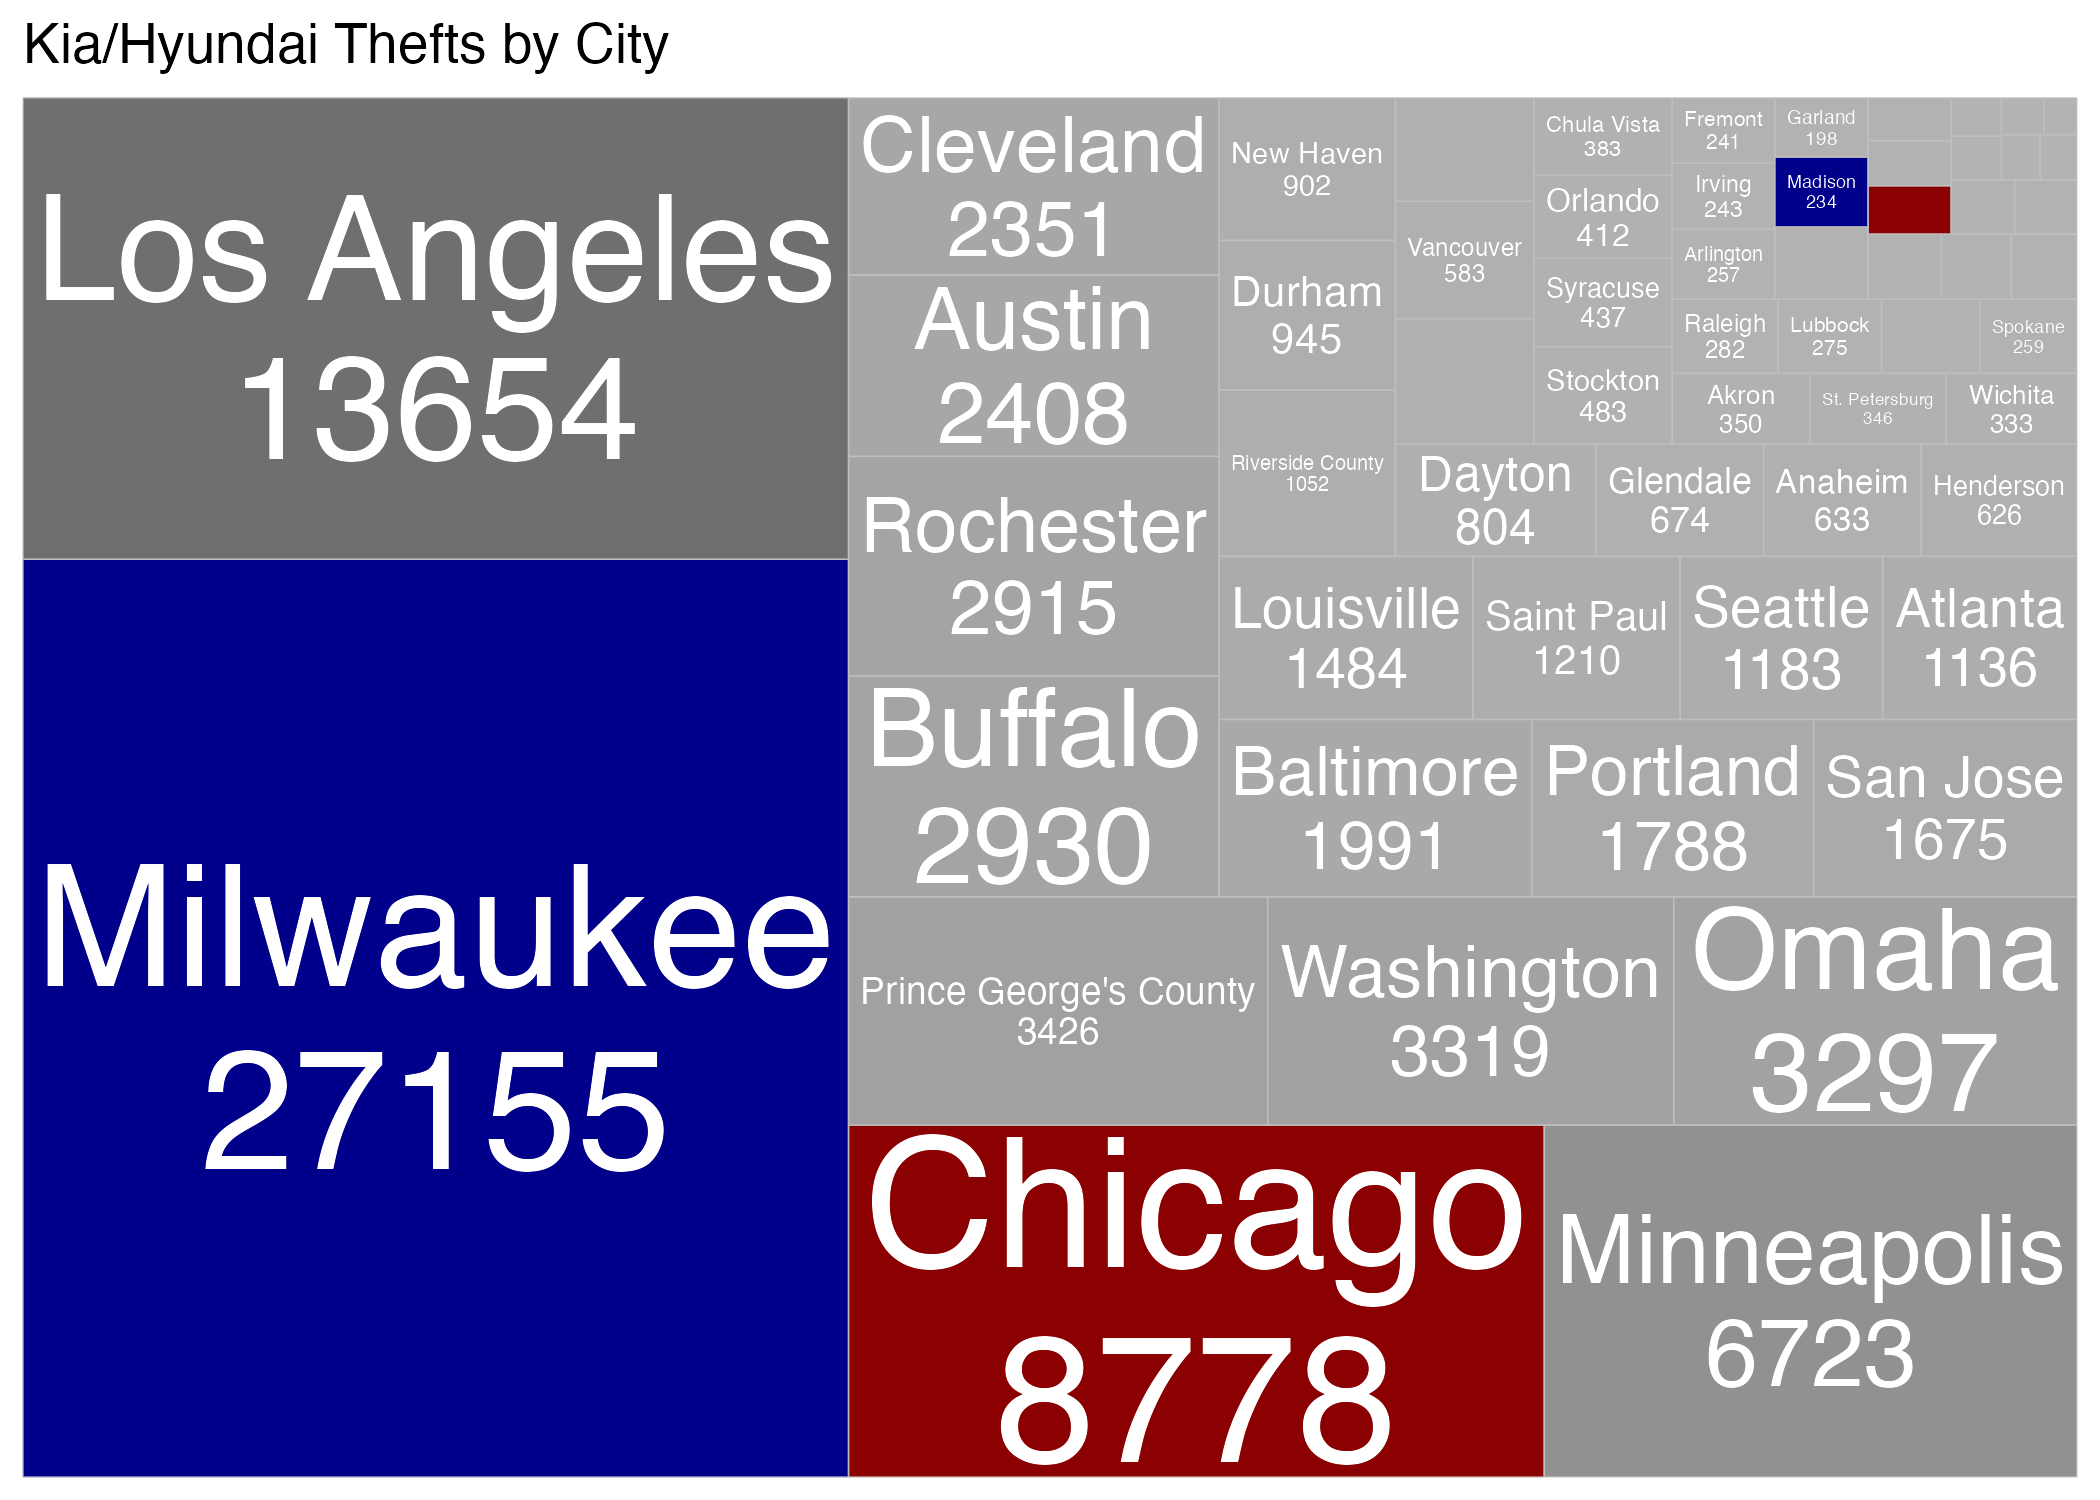 Kia/Hyundai Thefts by City
Los Angeles
13654
Milwaukee
27155
Cleveland
2351
Austin
2408
Rochester
2915
Buffalo
2930
New Haven
902
Durham
945
Riverside County
1052
Vancouver
583
Chula Vista
383
Orlando
412
Syracuse
437
Stockton
483
Fremont
241
Irving
243
Arlington
257
Garland
198
Madison
234
Raleigh
282
Lubbock
275
Spokane
259
Akron
350
St. Petersburg
346
Wichita
333
Dayton
804
Glendale
674
Anaheim
633
Henderson
626
Louisville
1484
Saint Paul
1210
Seattle
1183
Atlanta
1136
Baltimore
1991
Portland
1788
San Jose
1675
Prince George's County
3426
Washington
3319
Omaha
3297
Chicago
8778
Minneapolis
6723